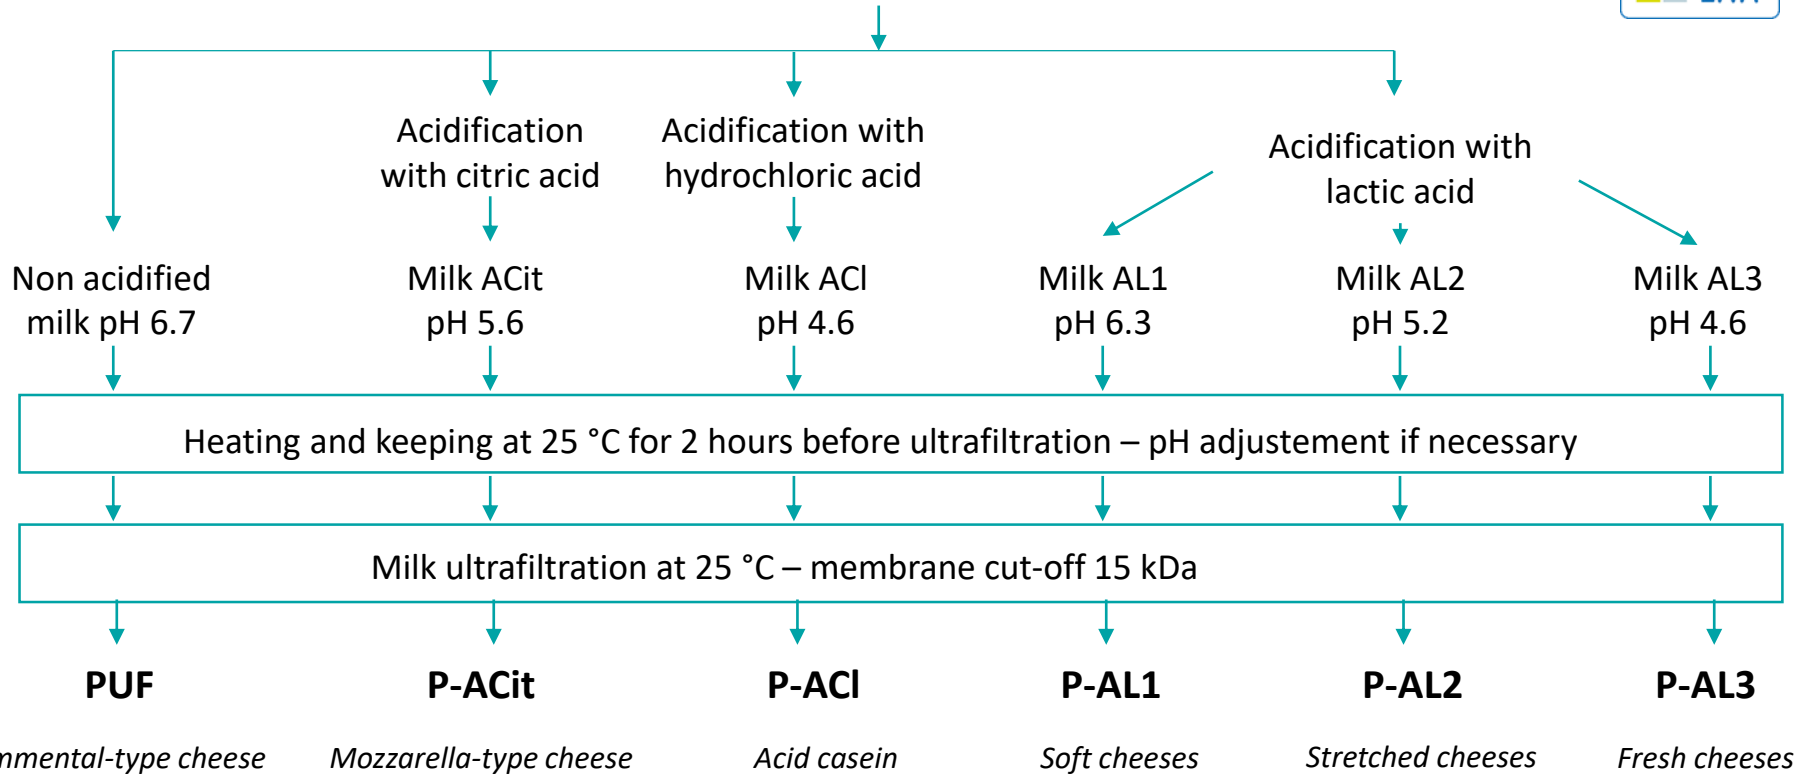 Acidification
with citric acid
Acidification with
hydrochloric acid
Acidification with
lactic acid
Non acidified
milk pH 6.7
Milk ACit
pH 5.6
Milk ACl
pH 4.6
Milk AL1
pH 6.3
Milk AL2
pH 5.2
Milk AL3
pH 4.6
Heating and keeping at 25 °C for 2 hours before ultrafiltration – pH adjustement if necessary
Milk ultrafiltration at 25 °C – membrane cut-off 15 kDa
PUF
P-ACit
P-ACl
P-AL1
P-AL2
P-AL3
mmental-type cheese
Mozzarella-type cheese
Acid casein
Soft cheeses
Stretched cheeses
Fresh cheeses